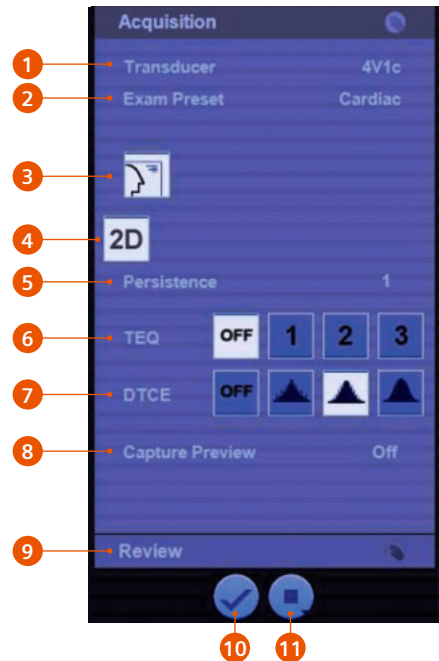 Acquisition
1 Transducer 4V1c
2 Exam Preset Cardiac
3
4 2D
5 Persistence 1
6 TEQ OFF 1 2 3
7 DTCE OFF
8 Capture Preview Off
9 Review
10 11